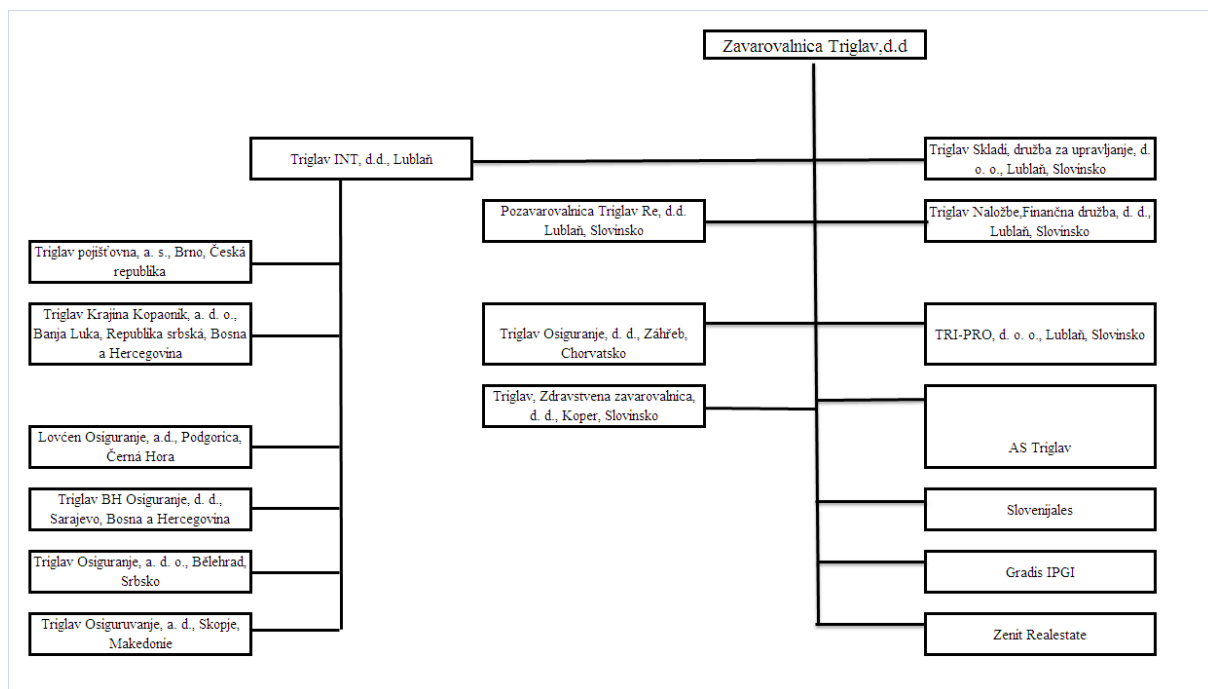 Zavarovalnica Triglav,d.d
Triglav INT, d.d., Lublaň
Triglav Skladi, družba za upravljanje, d.
o. o., Lublaň, Slovinsko
Pozavarovalnica Triglav Re, d.d.
Lublaň, Slovinsko
Triglav Naložbe,Finančna družba, d. d.,
Lublaň, Slovinsko
Triglav pojišťovna, a. s., Brno, Česká
republika
Triglav Krajina Kopaonik, a. d. o.,
Banja Luka, Republika srbská, Bosna
a Hercegovina
Triglav Osiguranje, d. d., Záhřeb,
Chorvatsko
TRI-PRO, d. o. o., Lublaň, Slovinsko
Triglav, Zdravstvena zavarovalnica,
d. d., Koper, Slovinsko
AS Triglav
Lovćen Osiguranje, a.d., Podgorica,
Černá Hora
Triglav BH Osiguranje, d. d.,
Sarajevo, Bosna a Hercegovina
Slovenijales
Triglav Osiguranje, a. d. o., Bělehrad,
Srbsko
Gradis IPGI
Triglav Osiguruvanje, a. d., Skopje,
Makedonie
Zenit Realestate